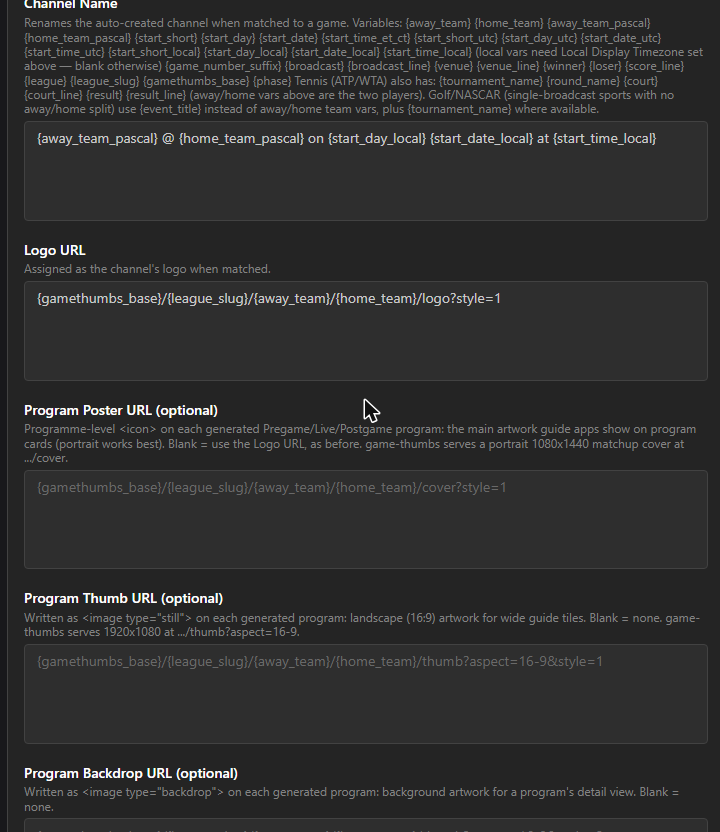 Channel Name
Renames the auto-created channel when matched to a game. Variables: {away_team} {home_team} {away_team_pascal}
{home_team_pascal} {start_short} {start_day} {start_date} {start_time_et_ct} {start_short_utc} {start_day_utc} {start_date_utc}
{start_time_utc} {start_short_local} {start_day_local} {start_date_local} {start_time_local} (local vars need Local Display Timezone set
above — blank otherwise) {game_number_suffix} {broadcast} {broadcast_line} {venue} {venue_line} {winner} {loser} {score_line}
{league} {league_slug} {gamethumbs_base} {phase} Tennis (ATP/WTA) also has: {tournament_name} {round_name} {court}
{court_line} {result} {result_line} (away/home vars above are the two players). Golf/NASCAR (single-broadcast sports with no
away/home split) use {event_title} instead of away/home team vars, plus {tournament_name} where available.
{away_team_pascal} @ {home_team_pascal} on {start_day_local} {start_date_local} at {start_time_local}
Logo URL
Assigned as the channel's logo when matched.
{gamethumbs_base}/{league_slug}/{away_team}/{home_team}/logo?style=1
Program Poster URL (optional)
Programme-level <icon> on each generated Pregame/Live/Postgame program: the main artwork guide apps show on program
cards (portrait works best). Blank = use the Logo URL, as before. game-thumbs serves a portrait 1080x1440 matchup cover at
.../cover.
{gamethumbs_base}/{league_slug}/{away_team}/{home_team}/cover?style=1
Program Thumb URL (optional)
Written as <image type="still"> on each generated program: landscape (16:9) artwork for wide guide tiles. Blank = none. game-
thumbs serves 1920x1080 at .../thumb?aspect=16-9.
{gamethumbs_base}/{league_slug}/{away_team}/{home_team}/thumb?aspect=16-9&style=1
Program Backdrop URL (optional)
Written as <image type="backdrop"> on each generated program: background artwork for a program's detail view. Blank =
none.